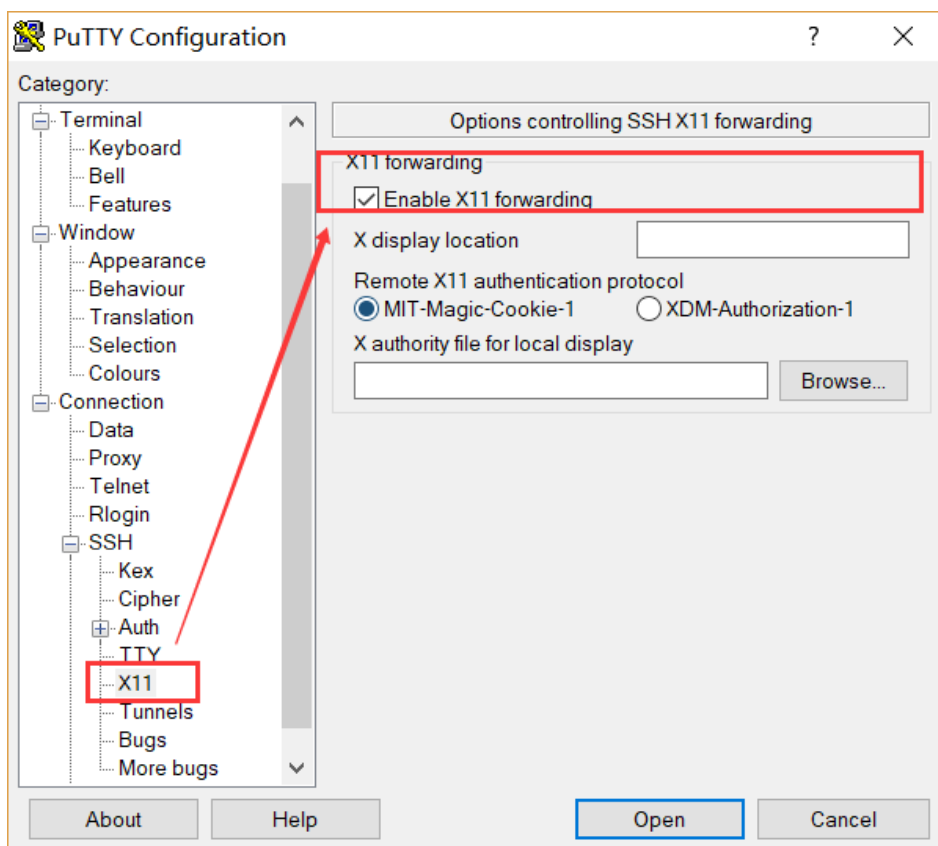 PuTTY Configuration
?
Category:
Terminal
Keyboard
Bell
Features
Window
Appearance
Behaviour
Translation
Selection
Colours
Connection
Data
Proxy
Telnet
Rlogin
SSH
Kex
Cipher
Auth
TTY
X11
Tunnels
Bugs
More bugs
Options controlling SSH X11 forwarding
X11 forwarding
Enable X11 forwarding
X display location
Remote X11 authentication protocol
MIT-Magic-Cookie-1 XDM-Authorization-1
X authority file for local display
Browse...
About Help Open Cancel